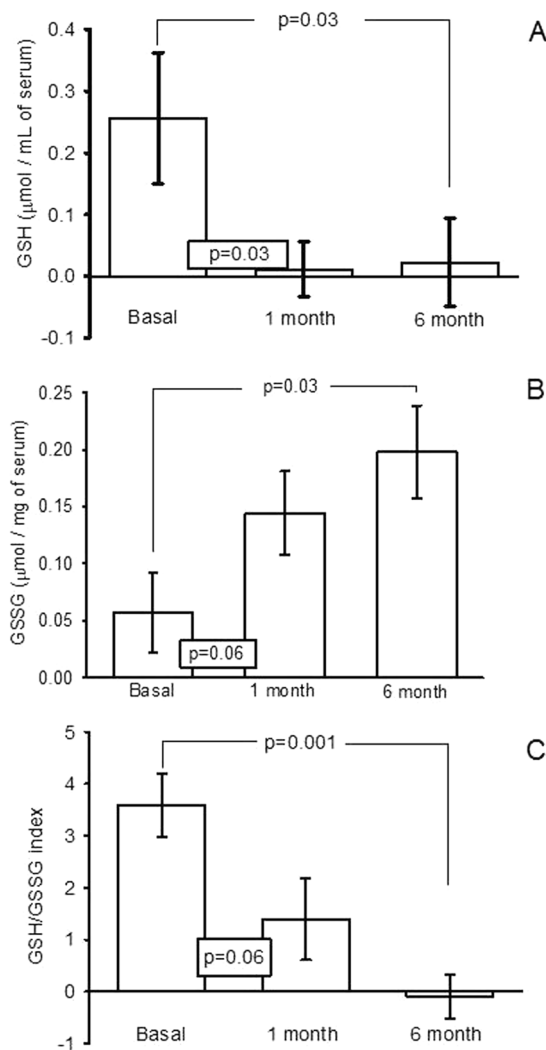 p=0.03
A
0.4
0.3
0.2
0.1
0.0
-0.1
GSH (µmol / mL of serum)
p=0.03
Basal
1 month
6 month
p=0.03
B
0.25
0.20
0.15
0.10
0.05
0.00
GSSG (µmol / mg of serum)
p=0.06
Basal
1 month
6 month
p=0.001
C
5
4
3
2
1
0
-1
GSH/GSSG index
p=0.06
Basal
1 month
6 month